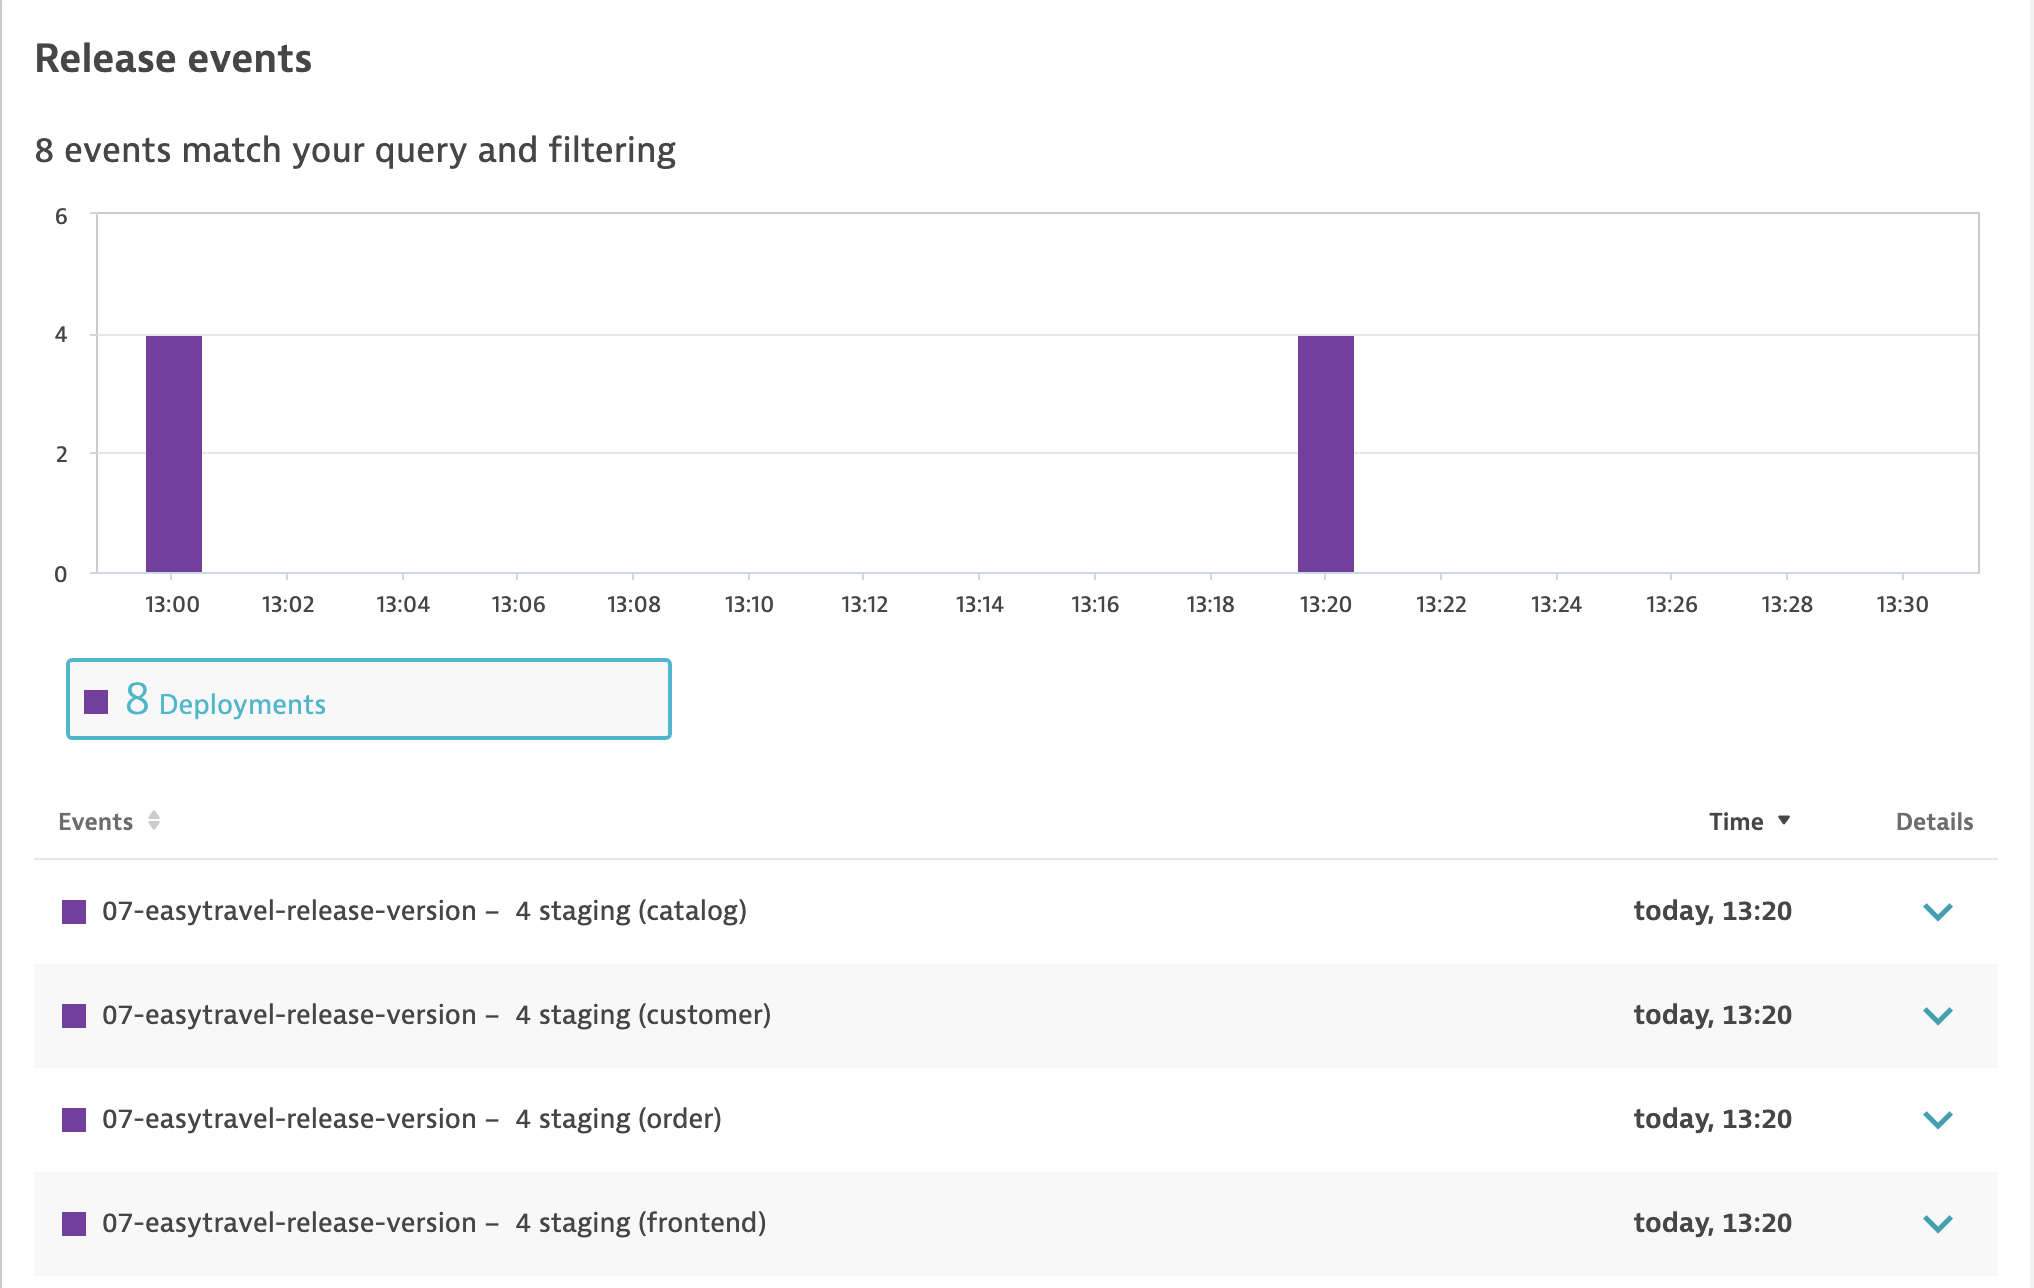 Release events
8 events match your query and filtering
6
4
2
0
13:00 13:02 13:04 13:06 13:08 13:10 13:12 13:14 13:16 13:18 13:20 13:22 13:24 13:26 13:28 13:30
8 Deployments
Events Time Details
07-easytravel-release-version – 4 staging (catalog) today, 13:20
07-easytravel-release-version – 4 staging (customer) today, 13:20
07-easytravel-release-version – 4 staging (order) today, 13:20
07-easytravel-release-version – 4 staging (frontend) today, 13:20